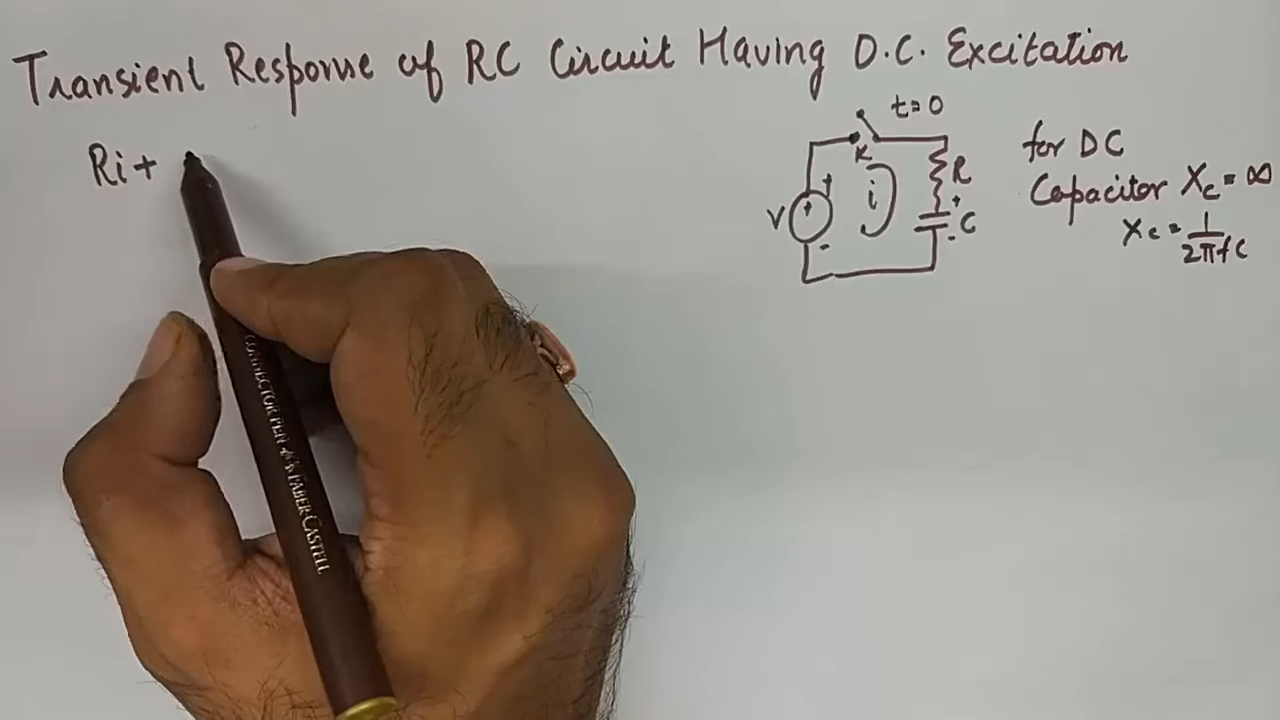 Transient Response of RC Circuit Having D.C. Excitation
Ri +
t=0
K
R
i
V
+
-
+
+
-
C
for DC
Capacitor Xc = ∞
Xc = 1/2πfC
CONNECTOR PEN FABER-CASTELL